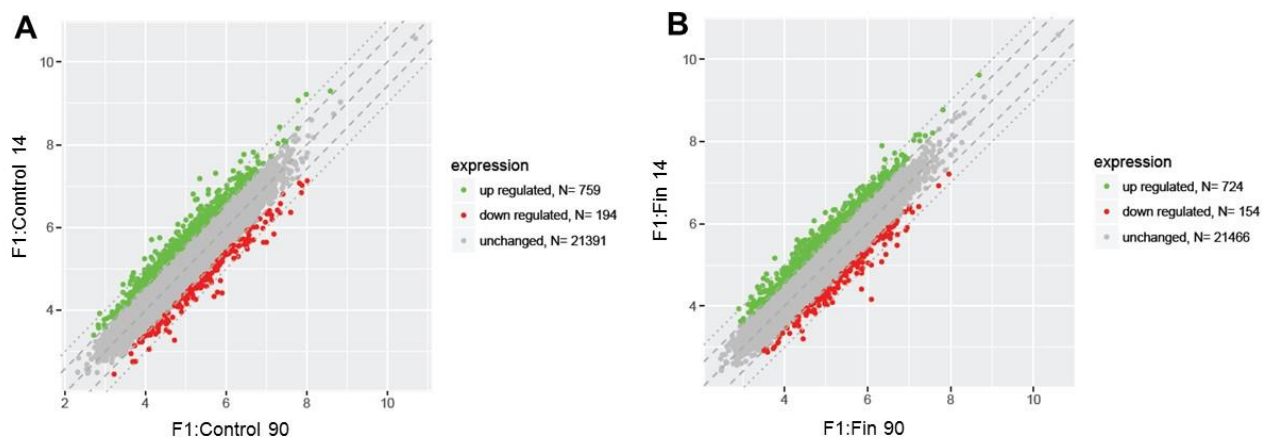 A
F1:Control 14
10
8
6
4
2
4
6
8
10
F1:Control 90
expression
up regulated, N= 759
down regulated, N= 194
unchanged, N= 21391
B
F1:Fin 14
10
8
6
4
4
6
8
10
F1:Fin 90
expression
up regulated, N= 724
down regulated, N= 154
unchanged, N= 21466